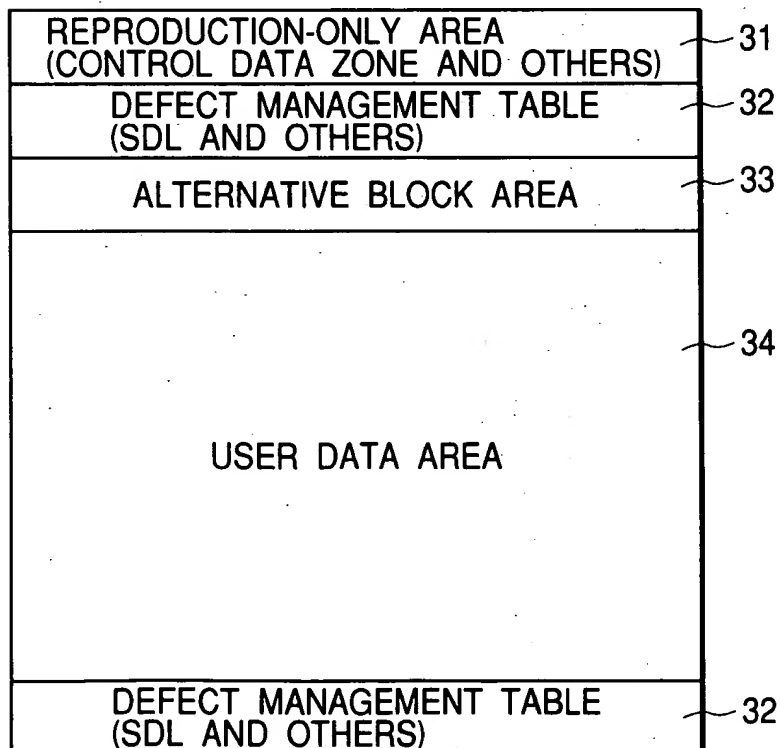 REPRODUCTION-ONLY AREA
(CONTROL DATA ZONE AND OTHERS)
31
DEFECT MANAGEMENT TABLE
(SDL AND OTHERS)
32
ALTERNATIVE BLOCK AREA
33
34
USER DATA AREA
DEFECT MANAGEMENT TABLE
(SDL AND OTHERS)
32